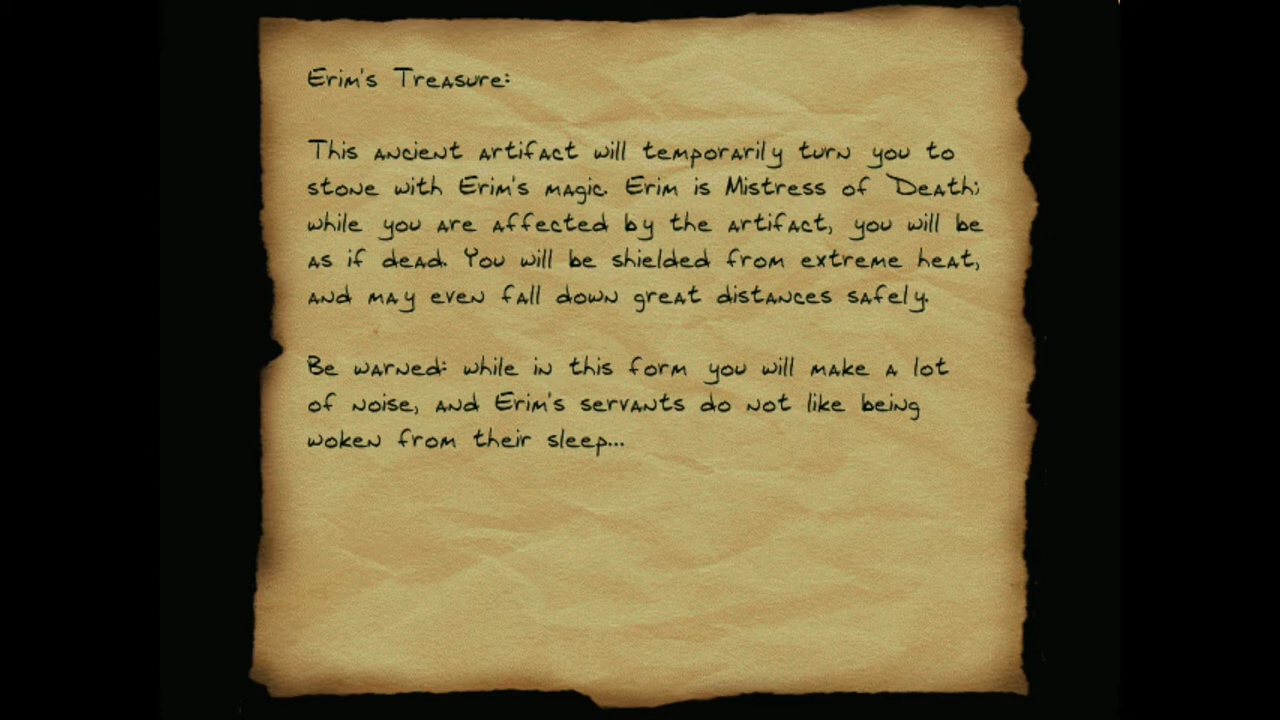 Erim's Treasure:
This ancient artifact will temporarily turn you to
stone with Erim's magic. Erim is Mistress of Death;
while you are affected by the artifact, you will be
as if dead. You will be shielded from extreme heat,
and may even fall down great distances safely.
Be warned: while in this form you will make a lot
of noise, and Erim's servants do not like being
woken from their sleep...